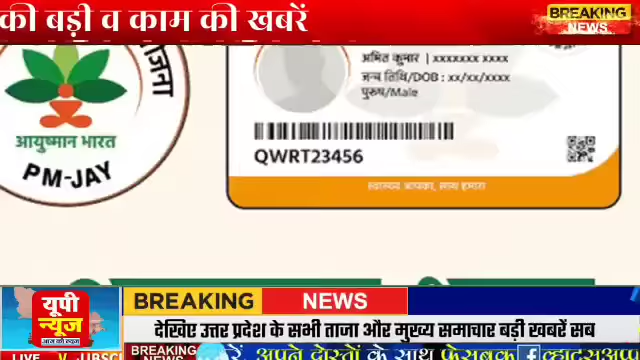 की बड़ी व काम की खबरें
BREAKING
NEWS
आयुष्मान भारत
PM-JAY
अमित कुमार | xxxxxxx xxxx
जन्म तिथि/DOB : xx/xx/xxxx
पुरुष/Male
QWRT23456
स्वास्थ्य आपका, साथ हमारा
यूपी
न्यूज
आज की न्यूज़
BREAKING NEWS
देखिए उत्तर प्रदेश के सभी ताजा और मुख्य समाचार बड़ी खबरें सब
LIVE
BREAKING
NEWS
अपने दोस्तों के साथ फेसबुक